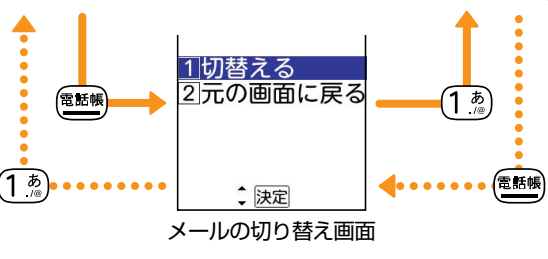 電話帳
1切替える
2元の画面に戻る
1 あ ./@
1 あ ./@
電話帳
決定
メールの切り替え画面